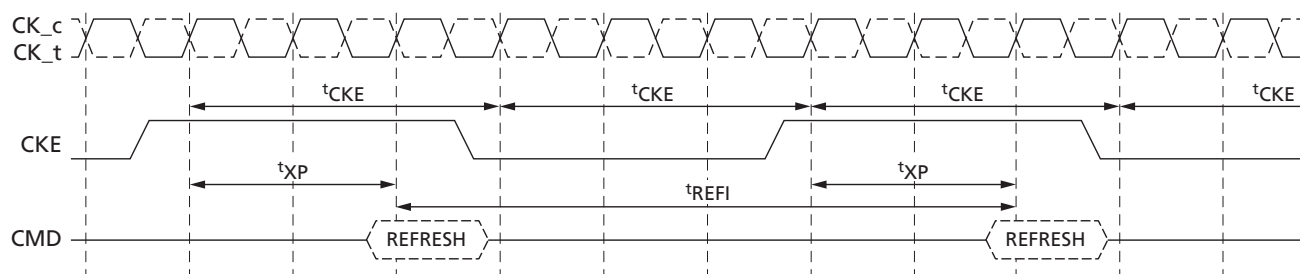 CK_c
CK_t
tCKE tCKE tCKE tCKE
CKE
tXP tXP
tREFI
CMD REFRESH REFRESH